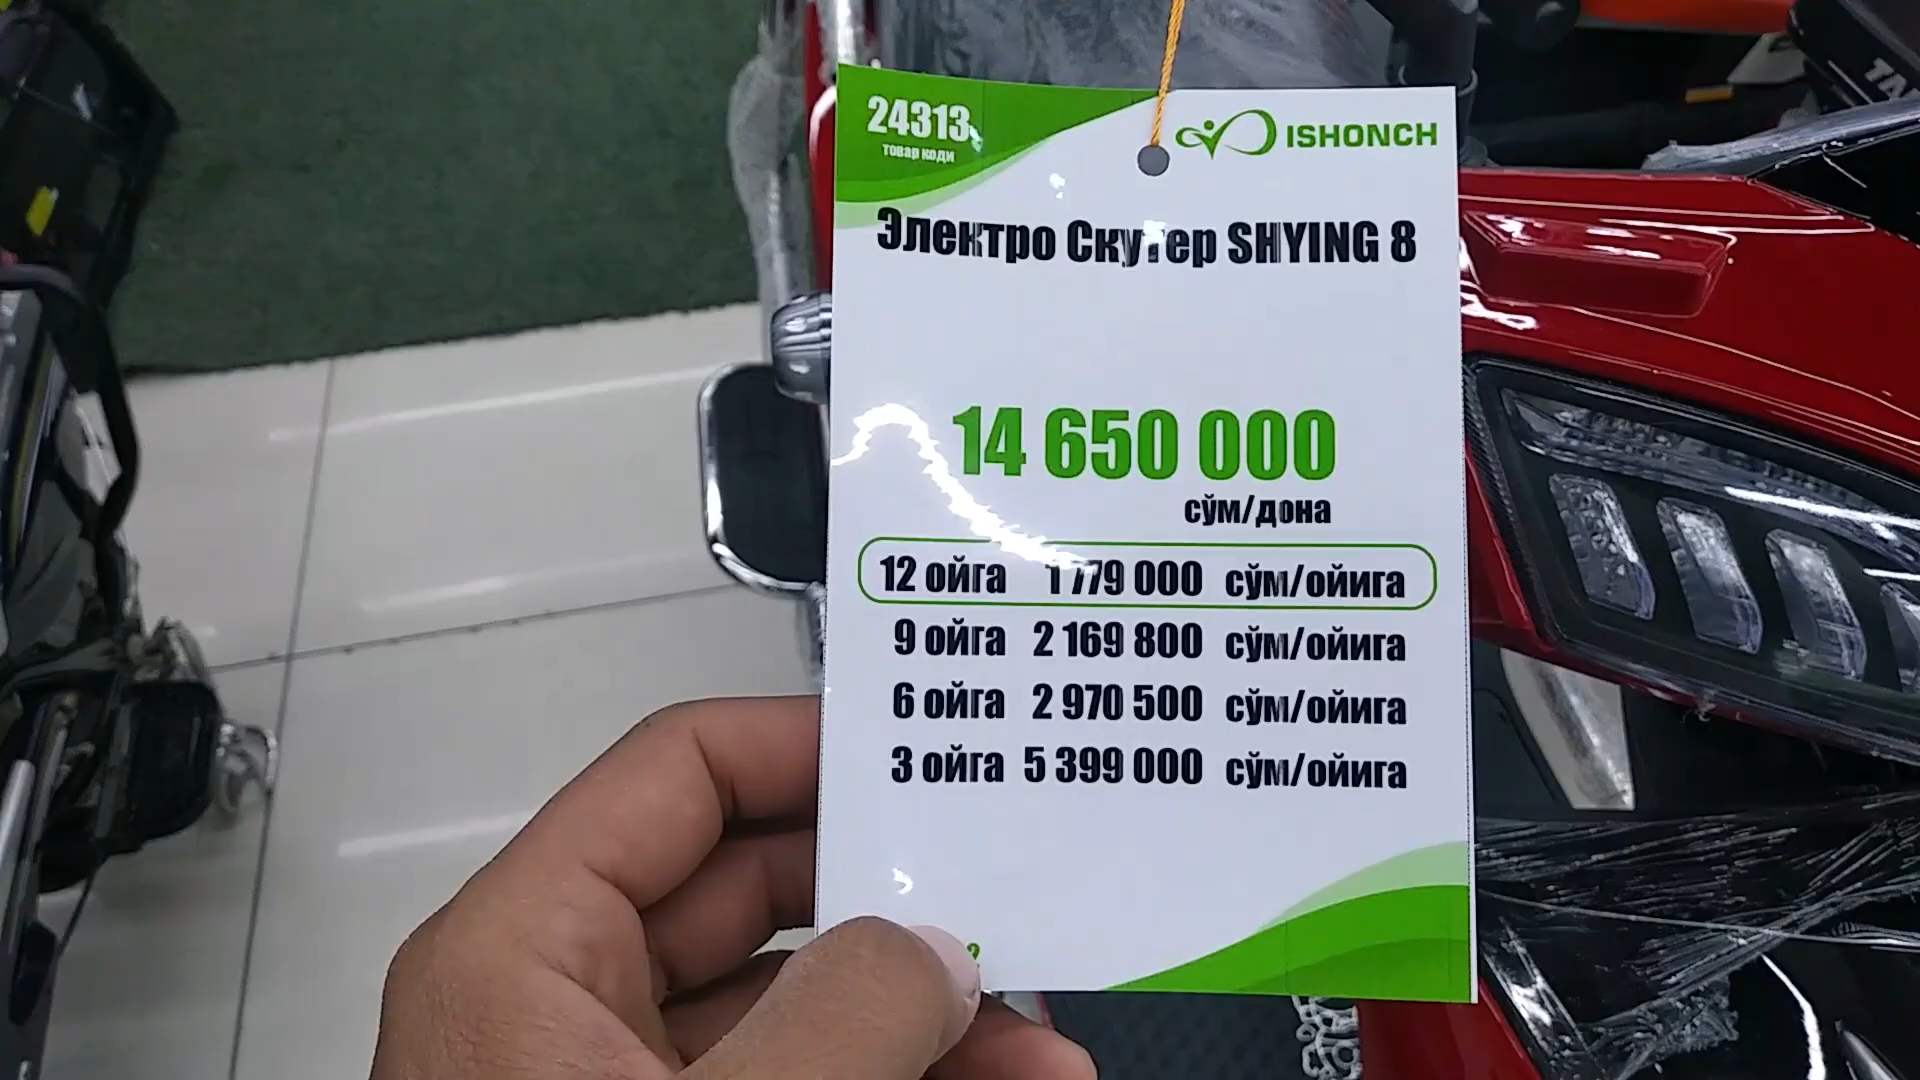 24313
товар коди
ISHONCH
Электро Скутер SHYING 8
14 650 000
сўм/дона
12 ойга 1 779 000 сўм/ойига
9 ойга 2 169 800 сўм/ойига
6 ойга 2 970 500 сўм/ойига
3 ойга 5 399 000 сўм/ойига